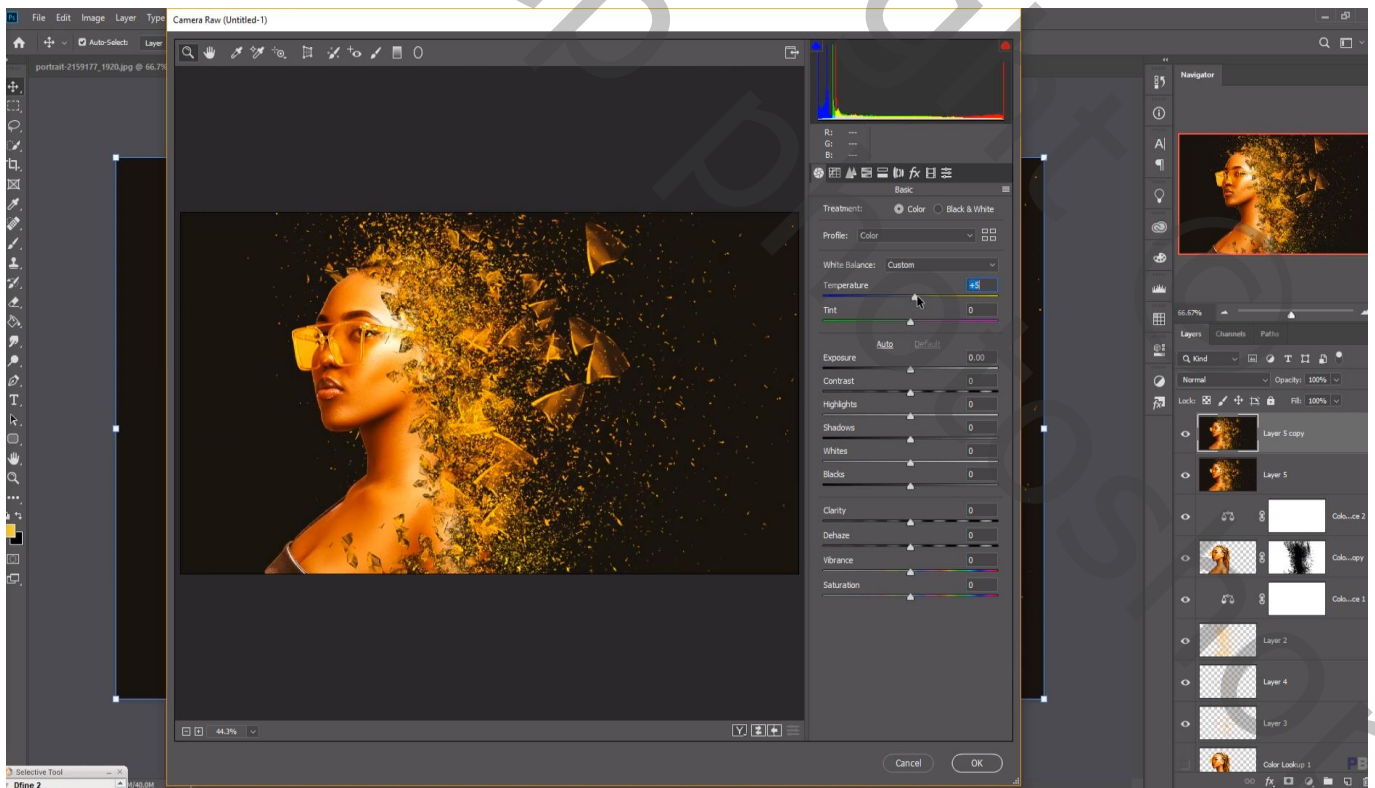 Ps File Edit Image Layer Type
Camera Raw (Untitled-1)
Auto-Select: Layer
portrait-2159177_1920.jpg @ 66.7%
Navigator
R: ---
G: ---
B: ---
Basic
Treatment: Color Black & White
Profile: Color
White Balance: Custom
Temperature +5
Tint 0
Auto Default
Exposure 0.00
Contrast 0
Highlights 0
Shadows 0
Whites 0
Blacks 0
Clarity 0
Dehaze 0
Vibrance 0
Saturation 0
66.67%
Layers Channels Paths
Kind
Normal Opacity: 100%
Lock: Fill: 100%
Layer 5 copy
Layer 5
Colo...ce 2
Colo...opy
Colo...ce 1
Layer 2
Layer 4
Layer 3
Color Lookup 1
PB
44.3%
Y
Cancel OK
Selective Tool
Dfine 2
M/40.0M